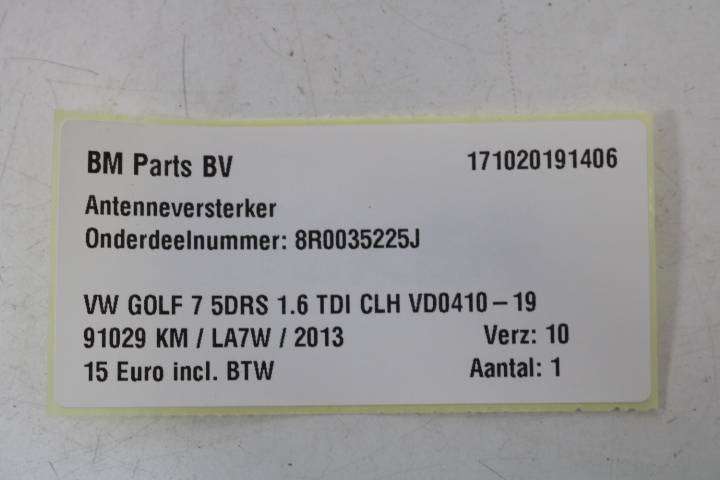 BM Parts BV 171020191406
Antenneversterker
Onderdeelnummer: 8R0035225J
VW GOLF 7 5DRS 1.6 TDI CLH VD0410-19
91029 KM / LA7W / 2013 Verz: 10
15 Euro incl. BTW Aantal: 1